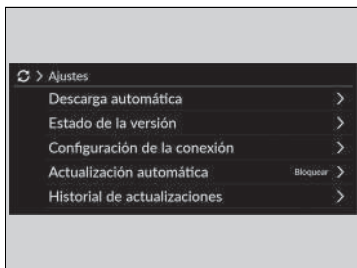 > Ajustes
Descarga automática >
Estado de la versión >
Configuración de la conexión >
Actualización automática Bloquear >
Historial de actualizaciones >